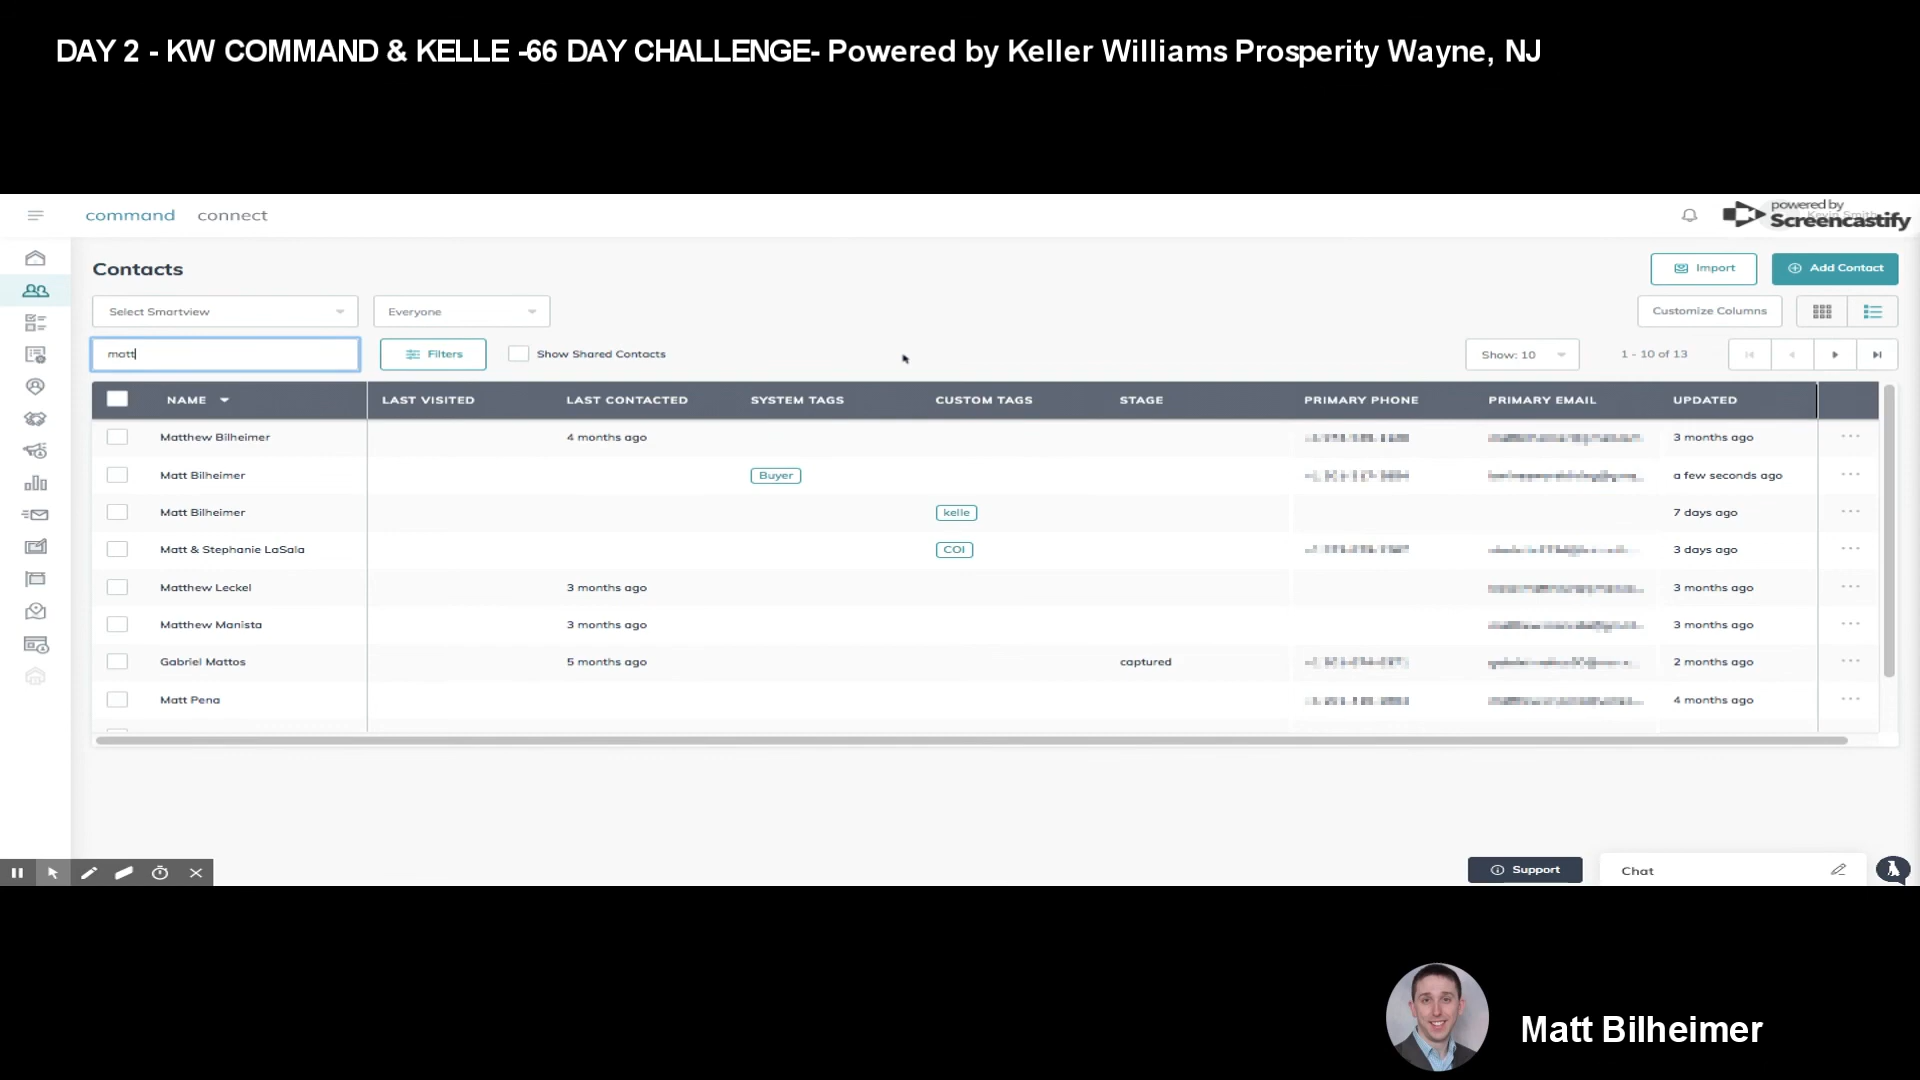 DAY 2 - KW COMMAND & KELLE -66 DAY CHALLENGE- Powered by Keller Williams Prosperity Wayne, NJ
command connect
powered by
Screencastify
Contacts
Import
Add Contact
Select Smartview
Everyone
Customize Columns
matt
Filters
Show Shared Contacts
Show: 10
1 - 10 of 13
NAME LAST VISITED LAST CONTACTED SYSTEM TAGS CUSTOM TAGS STAGE PRIMARY PHONE PRIMARY EMAIL UPDATED
Matthew Bilheimer 4 months ago 3 months ago
Matt Bilheimer Buyer a few seconds ago
Matt Bilheimer kelle 7 days ago
Matt & Stephanie LaSala COI 3 days ago
Matthew Leckel 3 months ago 3 months ago
Matthew Manista 3 months ago 3 months ago
Gabriel Mattos 5 months ago captured 2 months ago
Matt Pena 4 months ago
Support
Chat
Matt Bilheimer